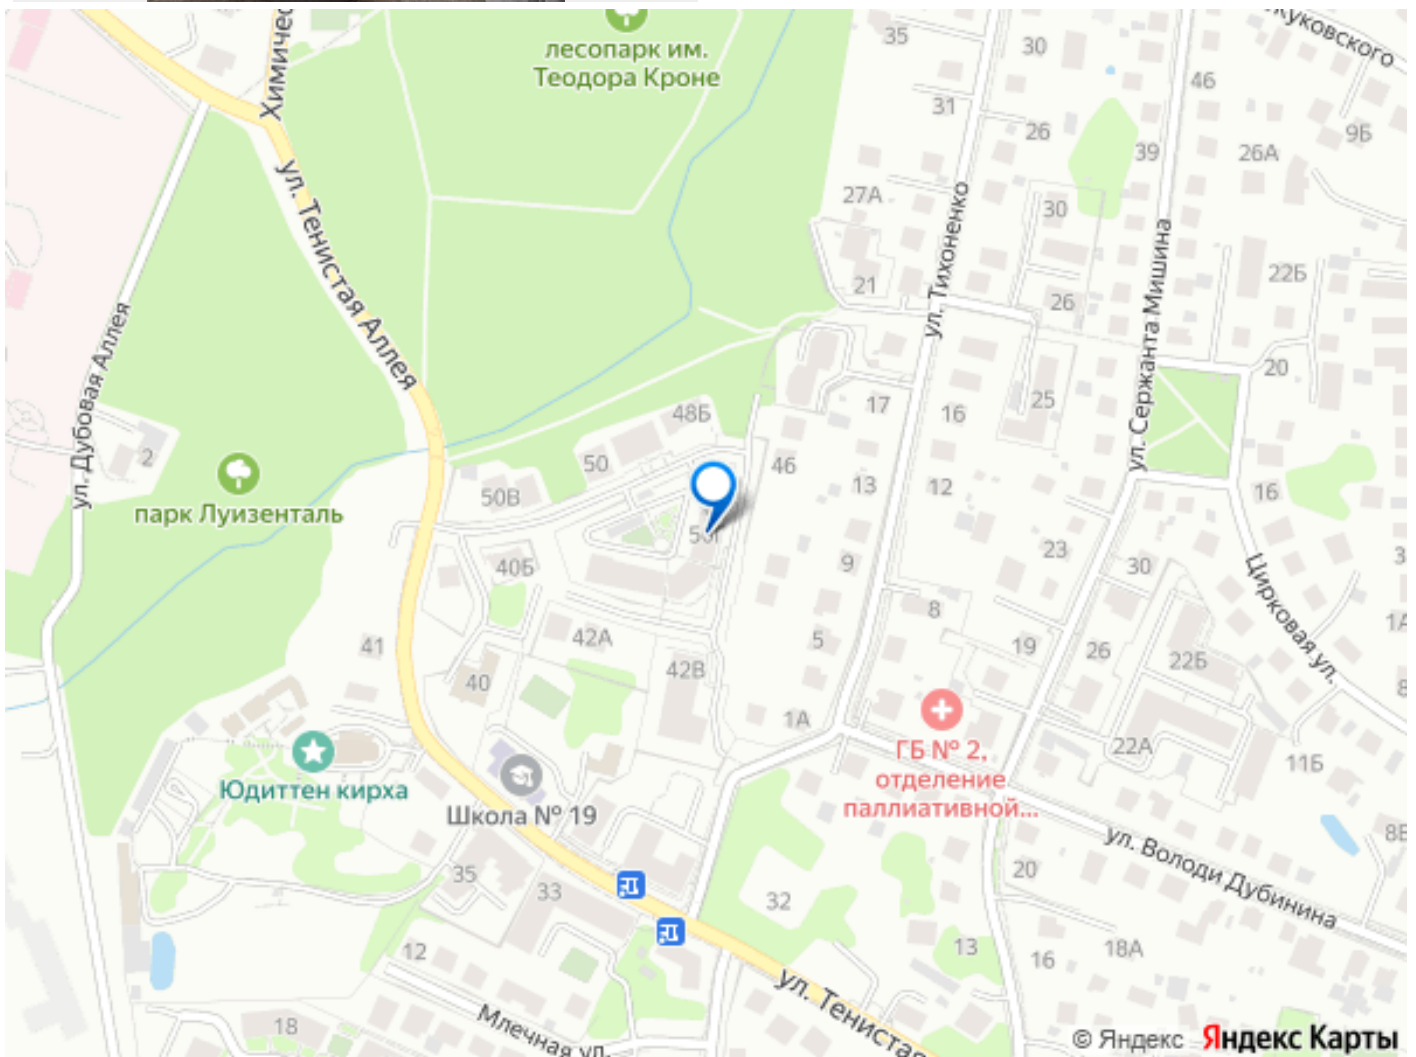 жуковского
лесопарк им.
Теодора Кроне
35
30
46
Химичес
31
26
39
26А
9Б
ул. Тенистая Аллея
27А
30
ул. Тихоненко
ул. Сержанта Мишина
21
26
22Б
ул. Дубовая Аллея
20
48Б
17
16
25
2
50
46
13
12
16
парк Луизенталь
50В
23
40Б
9
30
Цирковая ул.
8
1А
41
42А
5
19
26
22Б
40
42В
8
1А
ГБ № 2,
отделение
паллиативной...
22А
11Б
Юдиттен кирха
Школа № 19
ул. Володи Дубинина
8В
35
33
20
32
12
13
16
18А
ул. Тенистая
18
Млечная ул.
© Яндекс Яндекс Карты